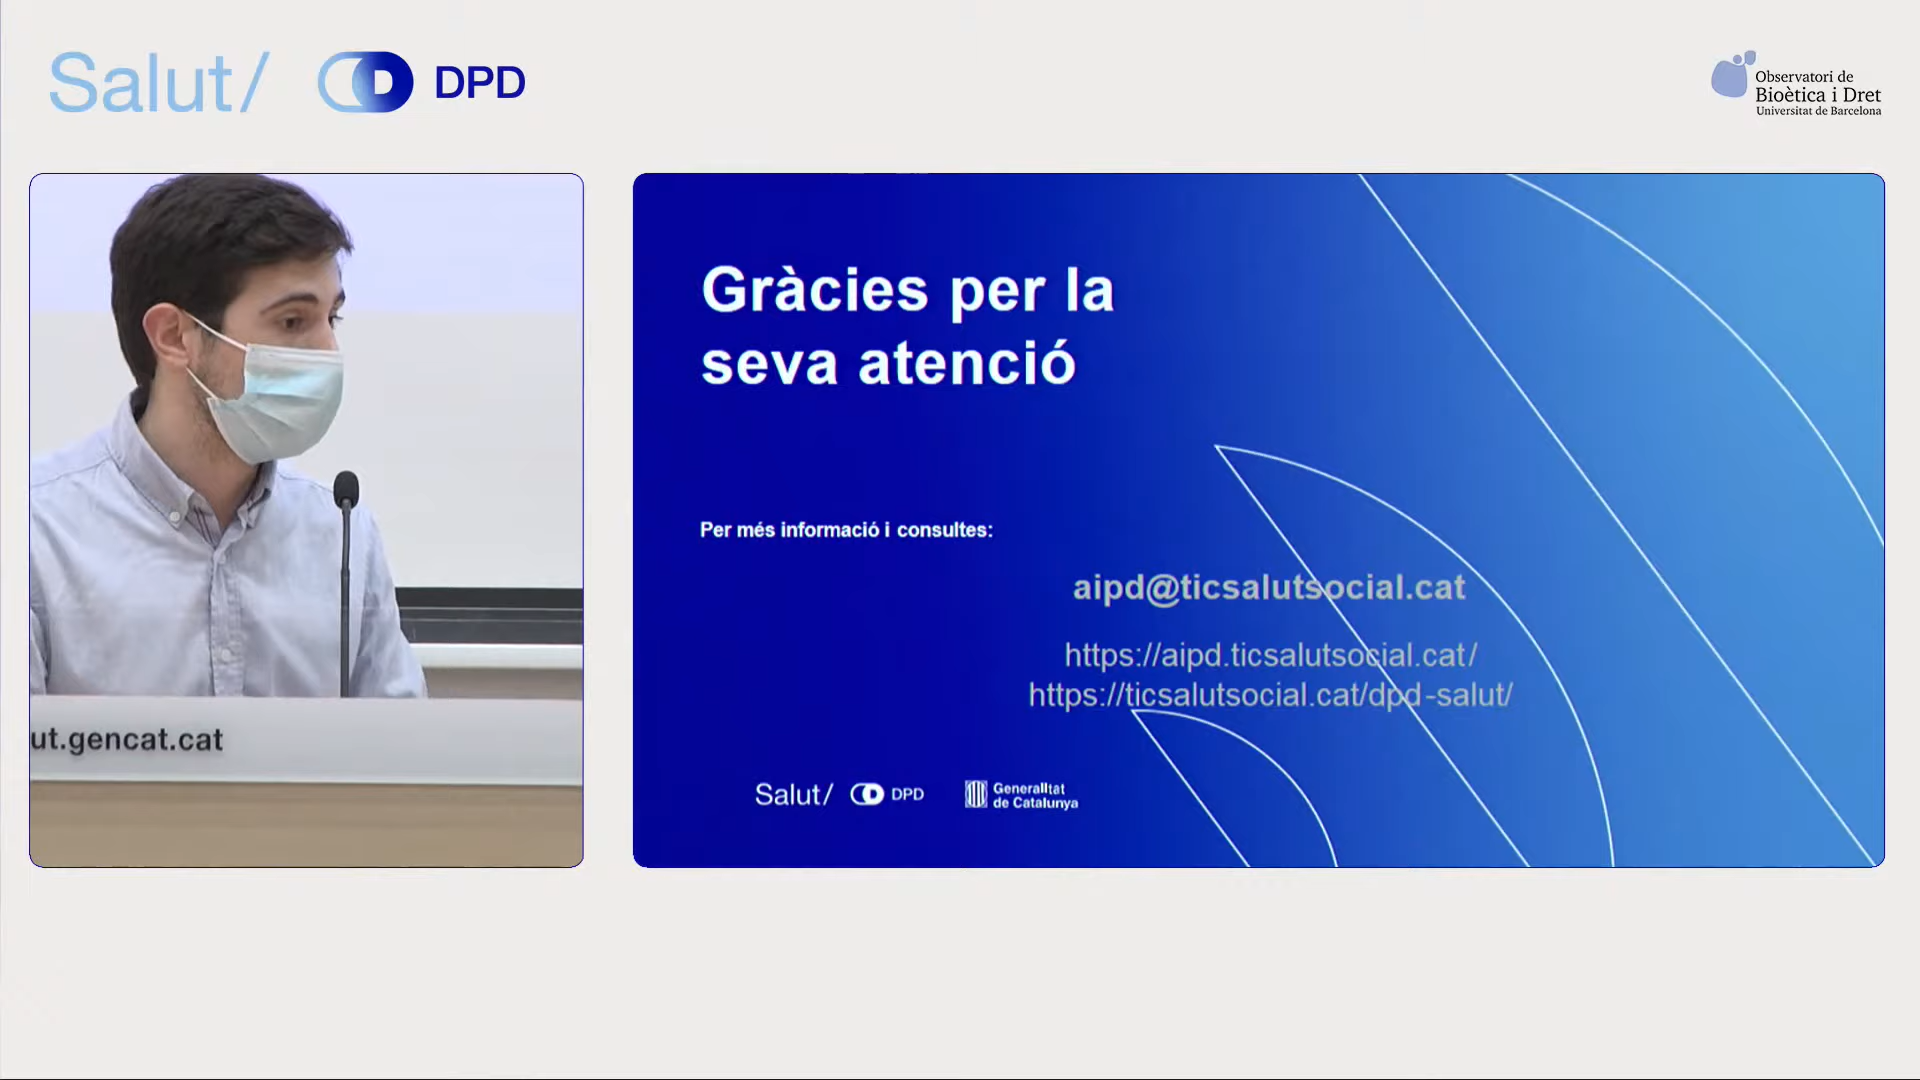 Salut/ DPD
Observatori de
Bioètica i Dret
Universitat de Barcelona
ut.gencat.cat
Gràcies per la
seva atenció
Per més informació i consultes:
aipd@ticsalutsocial.cat
https://aipd.ticsalutsocial.cat/
https://ticsalutsocial.cat/dpd-salut/
Salut/ DPD
Generalitat
de Catalunya